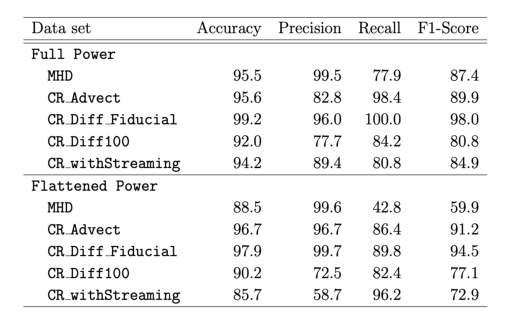 Data set Accuracy Precision Recall F1-Score
Full Power
MHD 95.5 99.5 77.9 87.4
CR_Advect 95.6 82.8 98.4 89.9
CR_Diff_Fiducial 99.2 96.0 100.0 98.0
CR_Diff100 92.0 77.7 84.2 80.8
CR_withStreaming 94.2 89.4 80.8 84.9
Flattened Power
MHD 88.5 99.6 42.8 59.9
CR_Advect 96.7 96.7 86.4 91.2
CR_Diff_Fiducial 97.9 99.7 89.8 94.5
CR_Diff100 90.2 72.5 82.4 77.1
CR_withStreaming 85.7 58.7 96.2 72.9